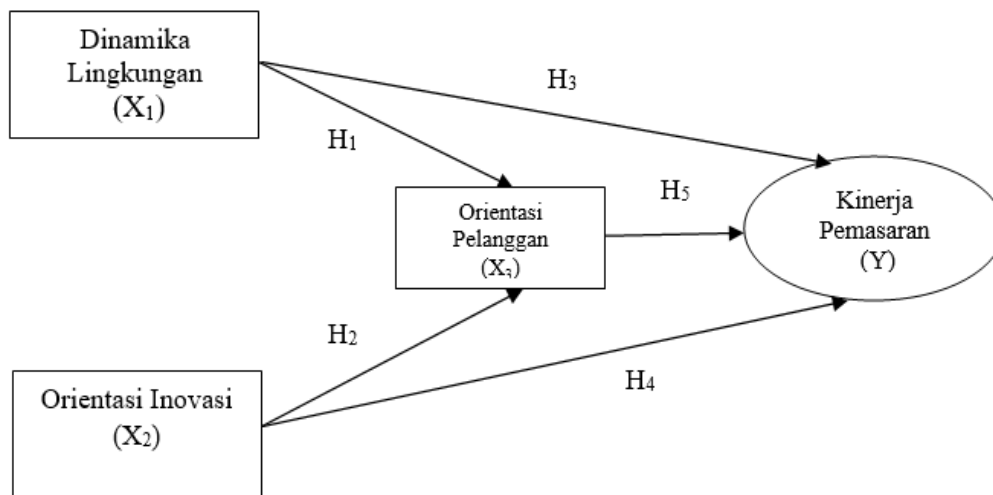 Dinamika
Lingkungan
(X₁)
H₃
H₁
Orientasi
Pelanggan
(X₃)
H₅
Kinerja
Pemasaran
(Y)
H₂
H₄
Orientasi Inovasi
(X₂)